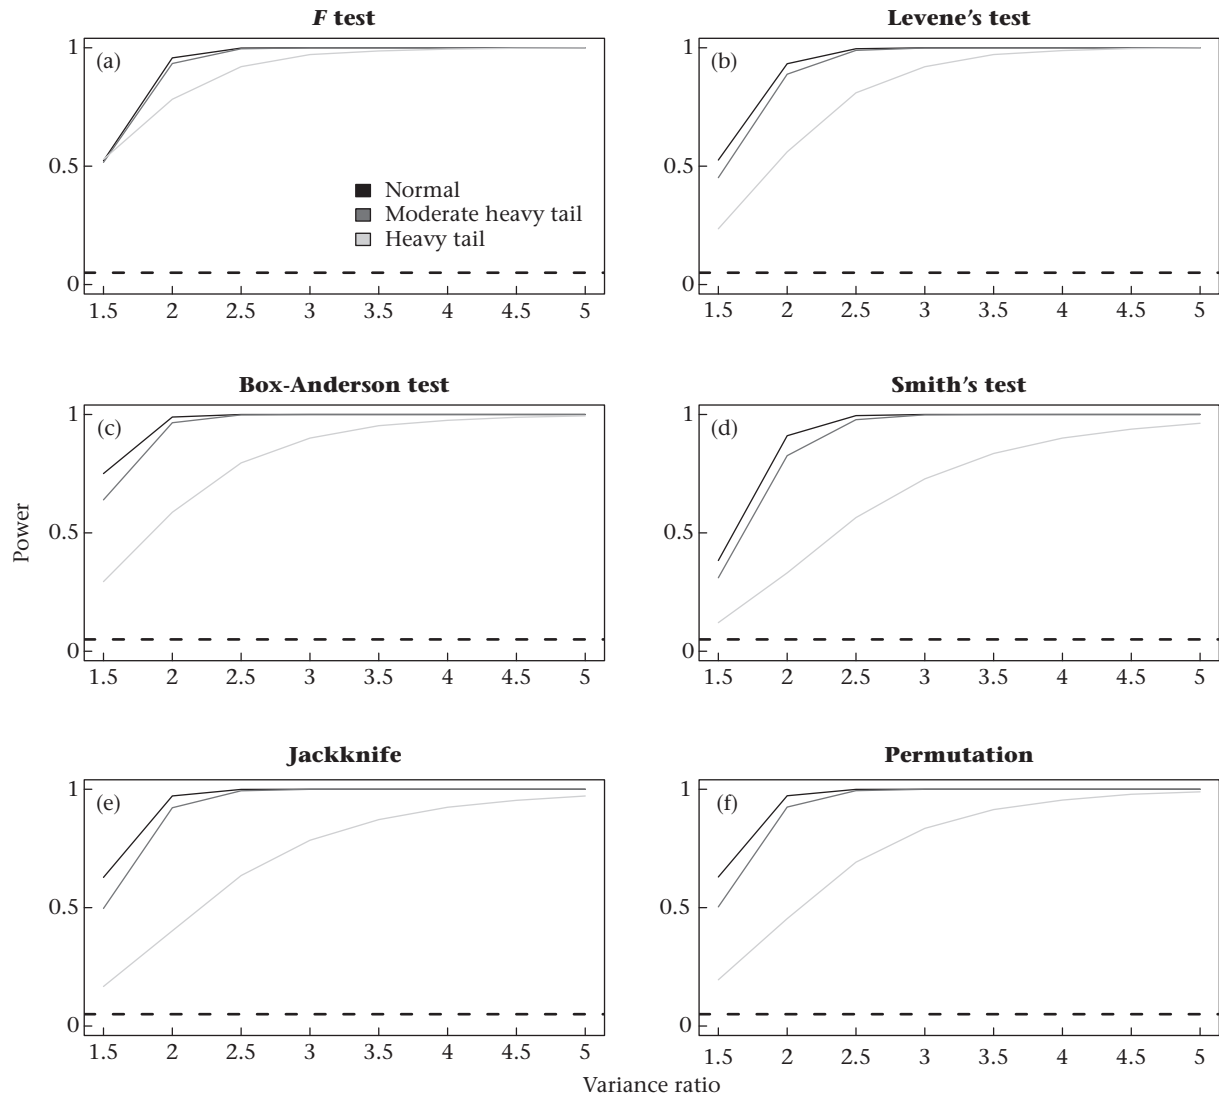 F test
(a)
1
0.5
0
Normal
Moderate heavy tail
Heavy tail
1.5 2 2.5 3 3.5 4 4.5 5
Levene’s test
(b)
1
0.5
0
1.5 2 2.5 3 3.5 4 4.5 5
Box-Anderson test
(c)
1
0.5
0
1.5 2 2.5 3 3.5 4 4.5 5
Smith’s test
(d)
1
0.5
0
1.5 2 2.5 3 3.5 4 4.5 5
Power
Jackknife
(e)
1
0.5
0
1.5 2 2.5 3 3.5 4 4.5 5
Permutation
(f)
1
0.5
0
1.5 2 2.5 3 3.5 4 4.5 5
Variance ratio